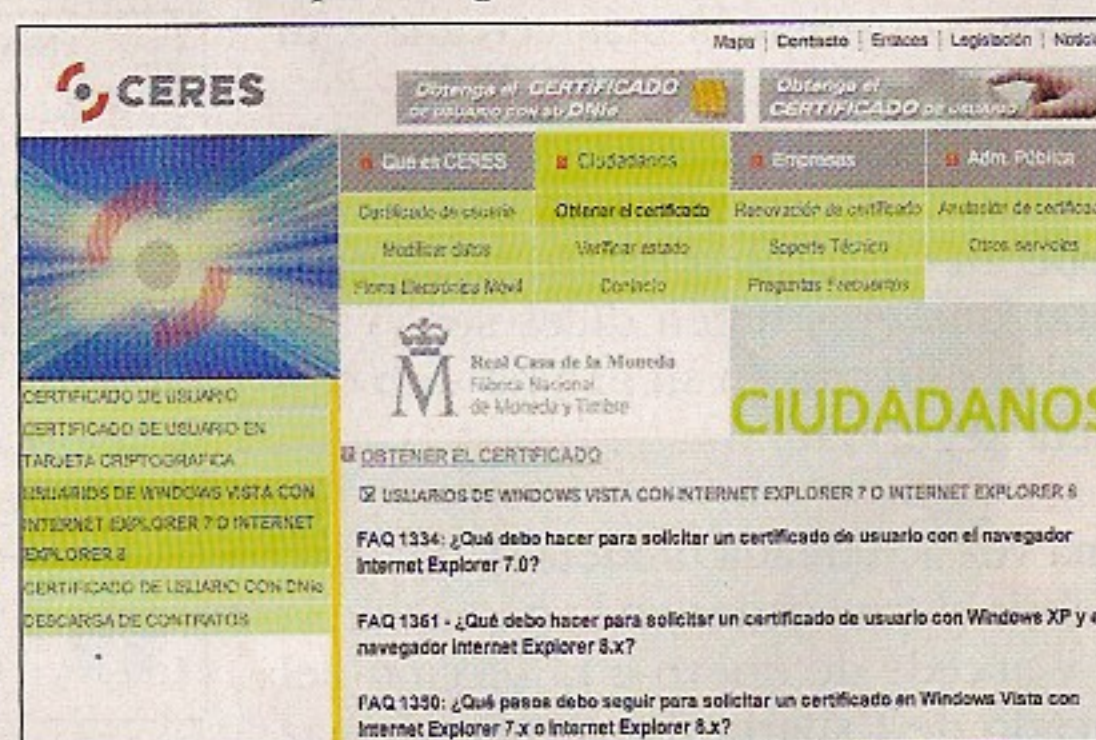 Mapa | Contacto | Enlaces | Legislación |
CERES
Obtenga el CERTIFICADO
DE USUARIO CON SU DNIe
Obtenga el
CERTIFICADO DE USUARIO
Que es CERES
Ciudadanos
Empresas
Adm. Pública
Certificado de usuario
Obtener el certificado
Renovación de certificado
Anulación de
Modificar datos
Verificar estado
Soporte Técnico
Otros servicios
Firma Electrónica Móvil
Contacto
Preguntas Frecuentes
Real Casa de la Moneda
Fábrica Nacional
de Moneda y Timbre
CIUDADANOS
CERTIFICADO DE USUARIO
CERTIFICADO DE USUARIO EN
TARJETA CRIPTOGRAFICA
USUARIOS DE WINDOWS VISTA CON
INTERNET EXPLORER 7 O INTERNET
EXPLORER 8
CERTIFICADO DE USUARIO CON DNIe
DESCARGA DE CONTRATOS
OBTENER EL CERTIFICADO
USUARIOS DE WINDOWS VISTA CON INTERNET EXPLORER 7 O INTERNET EXPLORER 8
FAQ 1334: ¿Qué debo hacer para solicitar un certificado de usuario con el navegador
Internet Explorer 7.0?
FAQ 1361 - ¿Qué debo hacer para solicitar un certificado de usuario con Windows XP y
navegador Internet Explorer 8.x?
FAQ 1350: ¿Qué pasos debo seguir para solicitar un certificado en Windows Vista con
Internet Explorer 7.x o Internet Explorer 8.x?